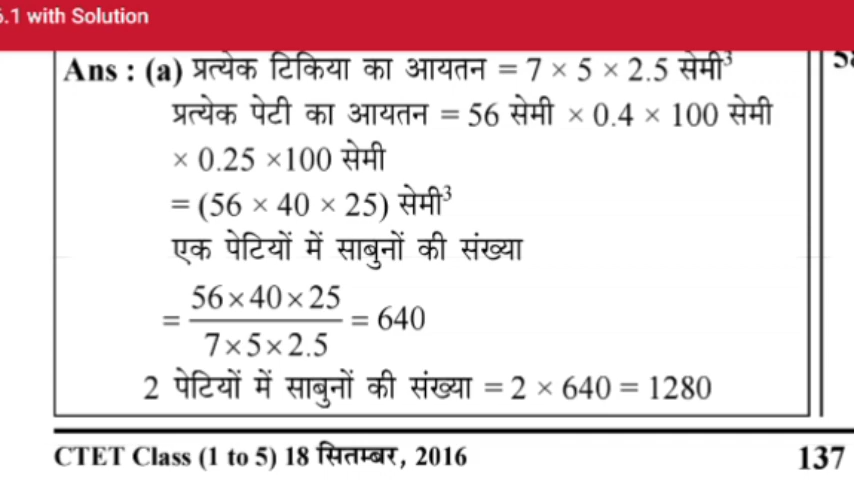 6.1 with Solution
Ans : (a) प्रत्येक टिकिया का आयतन = 7 × 5 × 2.5 सेमी³
प्रत्येक पेटी का आयतन = 56 सेमी × 0.4 × 100 सेमी
× 0.25 ×100 सेमी
= (56 × 40 × 25) सेमी³
एक पेटियों में साबुनों की संख्या
= 56×40×25 / 7×5×2.5 = 640
2 पेटियों में साबुनों की संख्या = 2 × 640 = 1280
CTET Class (1 to 5) 18 सितम्बर, 2016
137